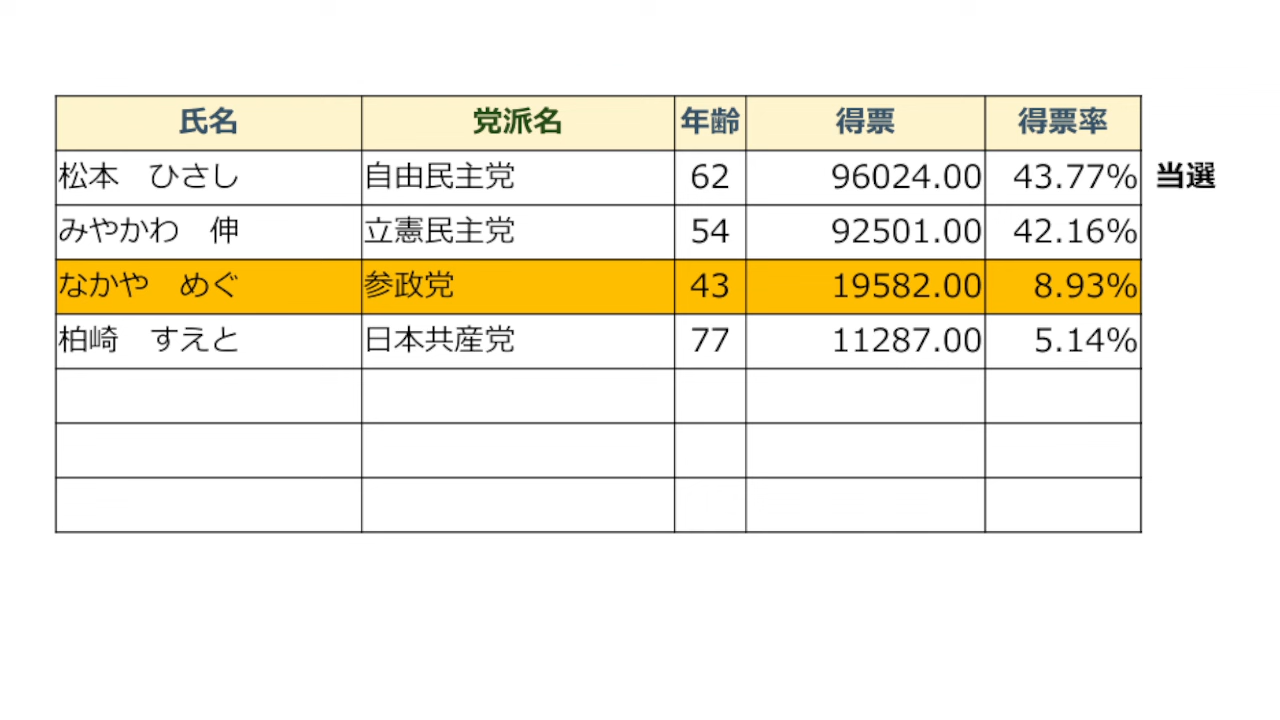 氏名 党派名 年齢 得票 得票率
松本　ひさし 自由民主党 62 96024.00 43.77% 当選
みやかわ　伸 立憲民主党 54 92501.00 42.16%
なかや　めぐ 参政党 43 19582.00 8.93%
柏崎　すえと 日本共産党 77 11287.00 5.14%